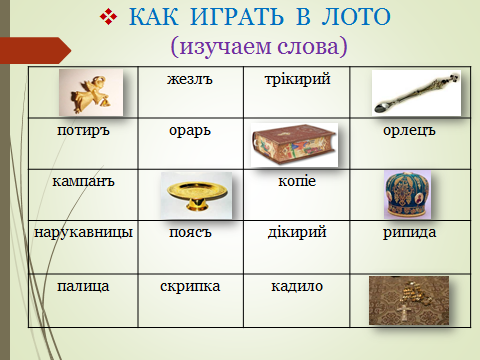 ❖ КАК ИГРАТЬ В ЛОТО
(изучаем слова)
жезлъ трікирий
потиръ орарь орлецъ
кампанъ копіе
нарукавницы поясъ дікирий рипида
палица скрипка кадило